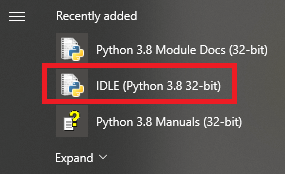 Recently added
Python 3.8 Module Docs (32-bit)
IDLE (Python 3.8 32-bit)
Python 3.8 Manuals (32-bit)
Expand